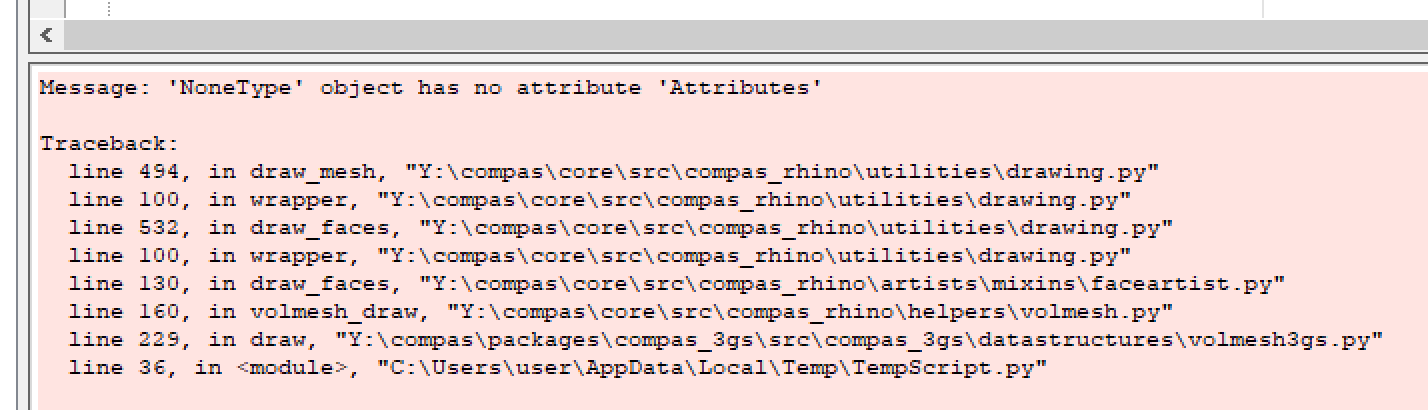 Message: 'NoneType' object has no attribute 'Attributes'
Traceback:
line 494, in draw_mesh, "Y:\compas\core\src\compas_rhino\utilities\drawing.py"
line 100, in wrapper, "Y:\compas\core\src\compas_rhino\utilities\drawing.py"
line 532, in draw_faces, "Y:\compas\core\src\compas_rhino\utilities\drawing.py"
line 100, in wrapper, "Y:\compas\core\src\compas_rhino\utilities\drawing.py"
line 130, in draw_faces, "Y:\compas\core\src\compas_rhino\artists\mixins\faceartist.py"
line 160, in volmesh_draw, "Y:\compas\core\src\compas_rhino\helpers\volmesh.py"
line 229, in draw, "Y:\compas\packages\compas_3gs\src\compas_3gs\datastructures\volmesh3gs.py"
line 36, in <module>, "C:\Users\user\AppData\Local\Temp\TempScript.py"